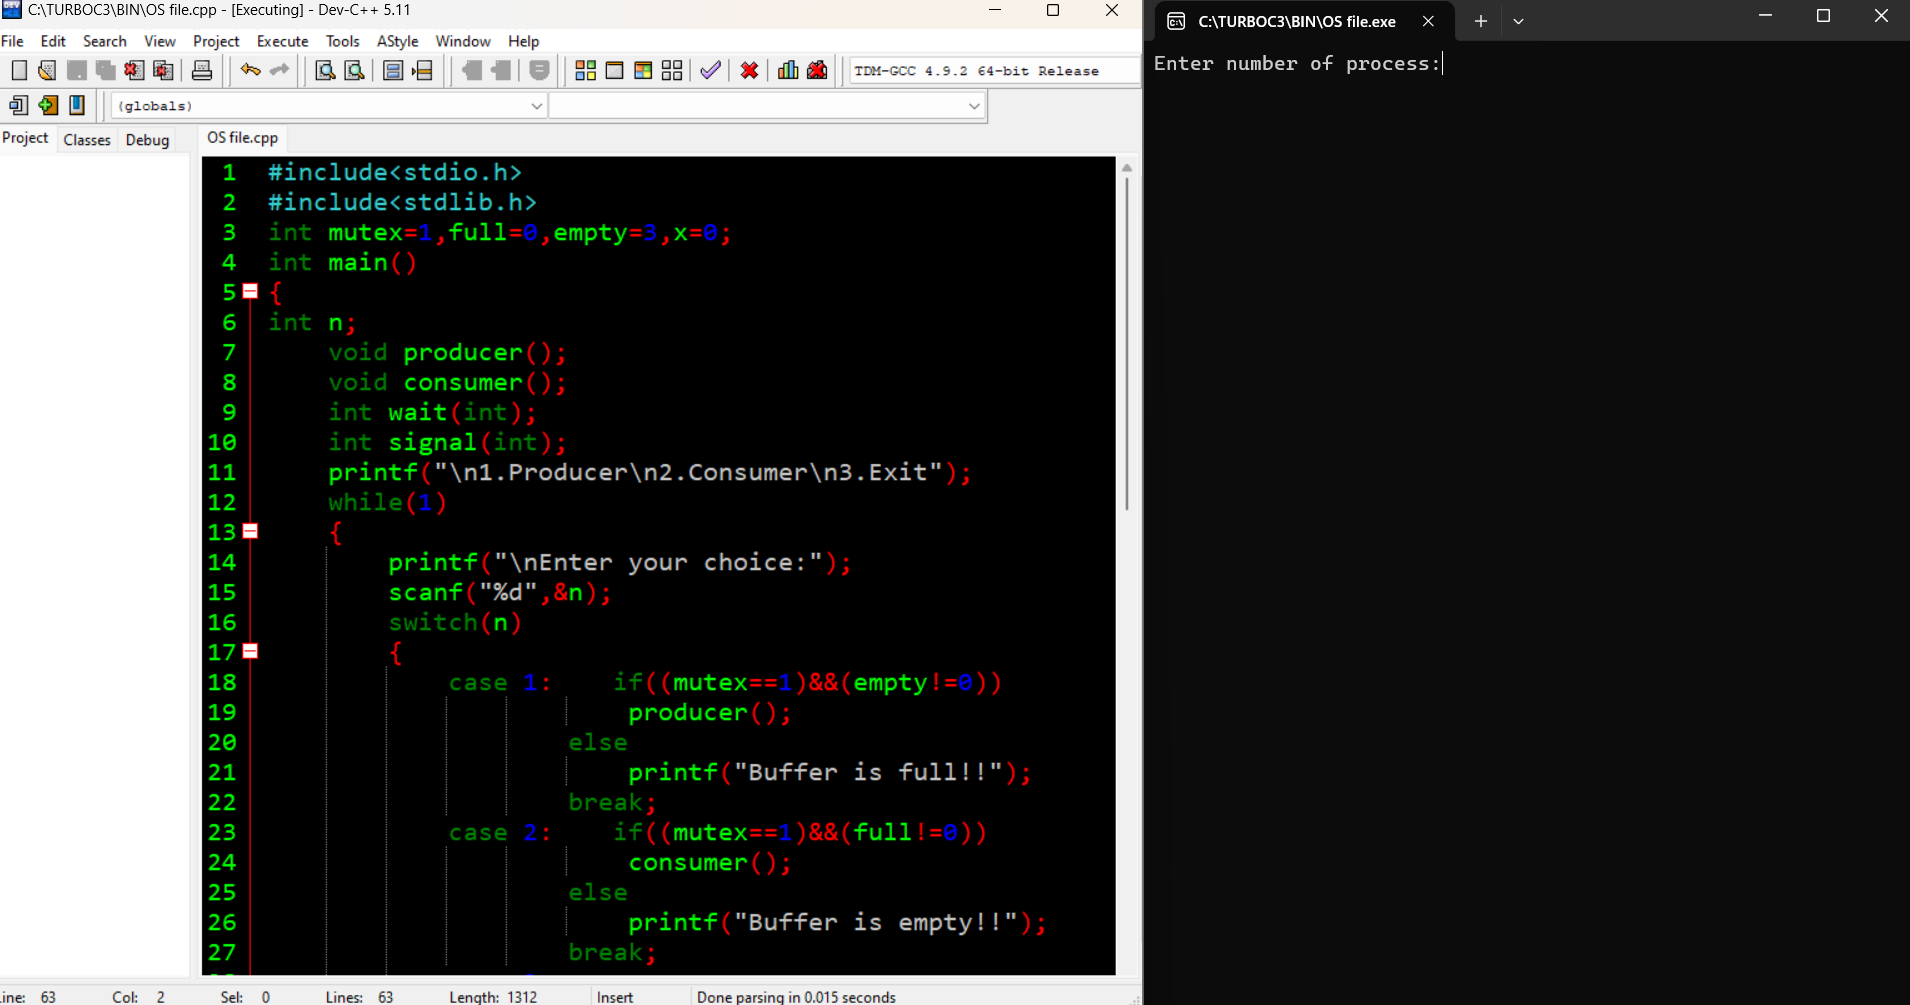 C:\TURBOC3\BIN\OS file.cpp - [Executing] - Dev-C++ 5.11
File Edit Search View Project Execute Tools AStyle Window Help
TDM-GCC 4.9.2 64-bit Release
(globals)
Project Classes Debug
OS file.cpp
1 #include<stdio.h>
2 #include<stdlib.h>
3 int mutex=1,full=0,empty=3,x=0;
4 int main()
5 {
6 int n;
7 void producer();
8 void consumer();
9 int wait(int);
10 int signal(int);
11 printf("\n1.Producer\n2.Consumer\n3.Exit");
12 while(1)
13 {
14 printf("\nEnter your choice:");
15 scanf("%d",&n);
16 switch(n)
17 {
18 case 1: if((mutex==1)&&(empty!=0))
19 producer();
20 else
21 printf("Buffer is full!!");
22 break;
23 case 2: if((mutex==1)&&(full!=0))
24 consumer();
25 else
26 printf("Buffer is empty!!");
27 break;
ine: 63 Col: 2 Sel: 0 Lines: 63 Length: 1312 Insert Done parsing in 0.015 seconds
C:\TURBOC3\BIN\OS file.exe
Enter number of process: